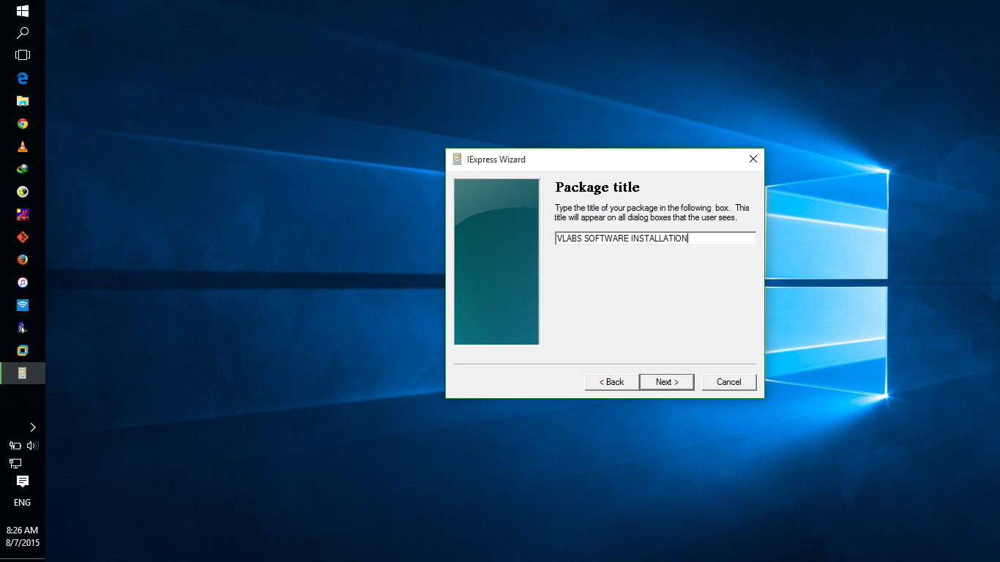 IExpress Wizard
Package title
Type the title of your package in the following box. This
title will appear on all dialog boxes that the user sees.
VLABS SOFTWARE INSTALLATION
< Back
Next >
Cancel
ENG
8:26 AM
8/7/2015